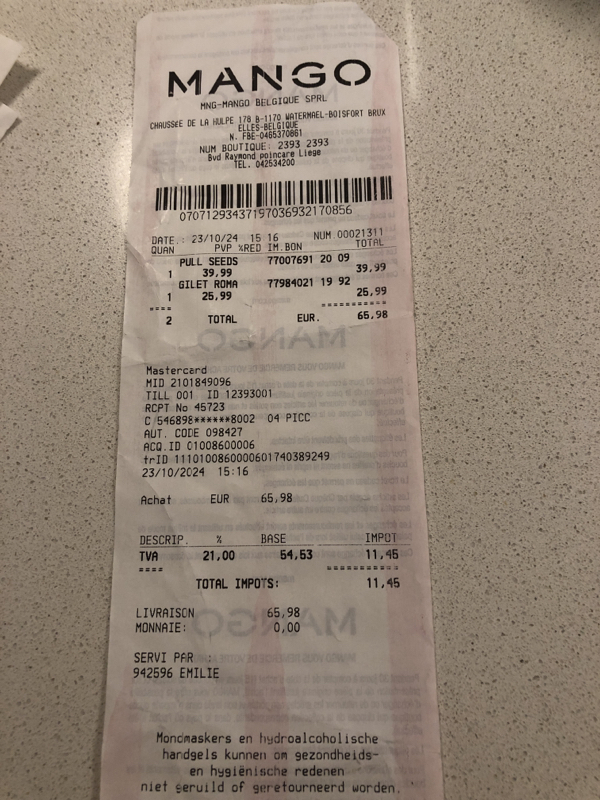 MANGO
MNG-MANGO BELGIQUE SPRL
CHAUSSEE DE LA HULPE 178 B-1170 WATERMAEL-BOISFORT BRUX
ELLES-BELGIQUE
N. FBE-0465370861
NUM BOUTIQUE: 2393 2393
Bvd Raymond poincare Liege
TEL. 042534200
07071293437197036932170856
DATE.: 23/10/24 15 16 NUM 00021311
QUAN PVP %RED IM.BON TOTAL
PULL SEEDS 77007691 20 09
1 39,99 39,99
GILET ROMA 77984021 19 92
1 25,99 25,99
==== ===========
2 TOTAL EUR. 65,98
Mastercard
MID 2101849096
TILL 001 ID 12393001
RCPT No 45723
C 546898******8002 04 PICC
AUT. CODE 098427
ACQ.ID 01008600006
trID 1110100860000601740389249
23/10/2024 15:16
Achat EUR 65,98
DESCRIP. % BASE IMPOT
TVA 21,00 54,53 11,45
==== ===========
TOTAL IMPOTS: 11,45
LIVRAISON 65,98
MONNAIE: 0,00
SERVI PAR :
942596 EMILIE
Mondmaskers en hydroalcoholische
handgels kunnen om gezondheids-
en hygiënische redenen
niet geruild of geretourneerd worden.